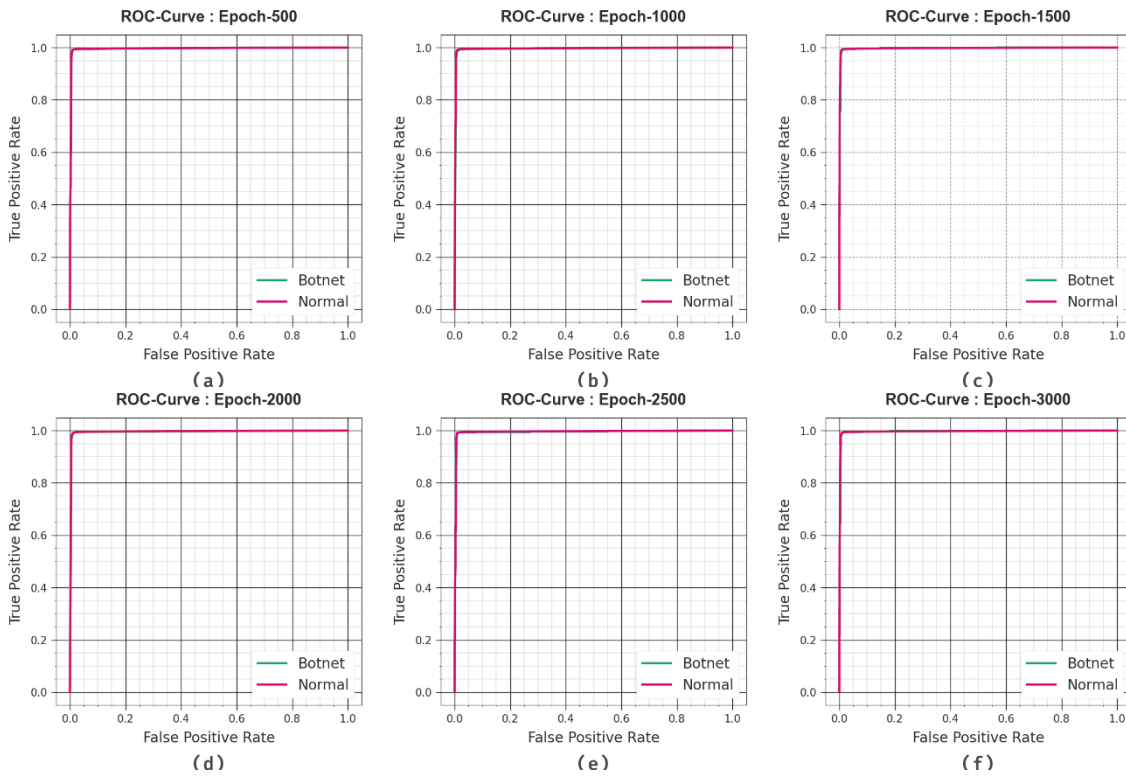 ROC-Curve : Epoch-500
True Positive Rate
1.0
0.8
0.6
0.4
0.2
0.0
Botnet
Normal
0.0 0.2 0.4 0.6 0.8 1.0
False Positive Rate
(a)
ROC-Curve : Epoch-1000
True Positive Rate
1.0
0.8
0.6
0.4
0.2
0.0
Botnet
Normal
0.0 0.2 0.4 0.6 0.8 1.0
False Positive Rate
(b)
ROC-Curve : Epoch-1500
True Positive Rate
1.0
0.8
0.6
0.4
0.2
0.0
Botnet
Normal
0.0 0.2 0.4 0.6 0.8 1.0
False Positive Rate
(c)
ROC-Curve : Epoch-2000
True Positive Rate
1.0
0.8
0.6
0.4
0.2
0.0
Botnet
Normal
0.0 0.2 0.4 0.6 0.8 1.0
False Positive Rate
(d)
ROC-Curve : Epoch-2500
True Positive Rate
1.0
0.8
0.6
0.4
0.2
0.0
Botnet
Normal
0.0 0.2 0.4 0.6 0.8 1.0
False Positive Rate
(e)
ROC-Curve : Epoch-3000
True Positive Rate
1.0
0.8
0.6
0.4
0.2
0.0
Botnet
Normal
0.0 0.2 0.4 0.6 0.8 1.0
False Positive Rate
(f)